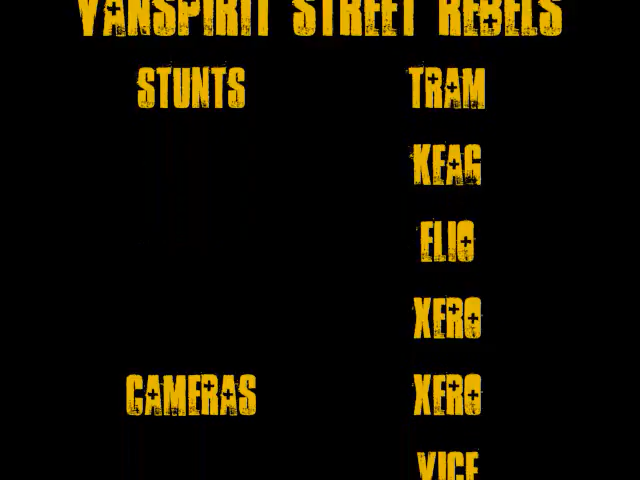 VANSPIRIT STREET REBELS
STUNTS TRAM
KEAG
ELIO
XERO
CAMERAS XERO
VICE